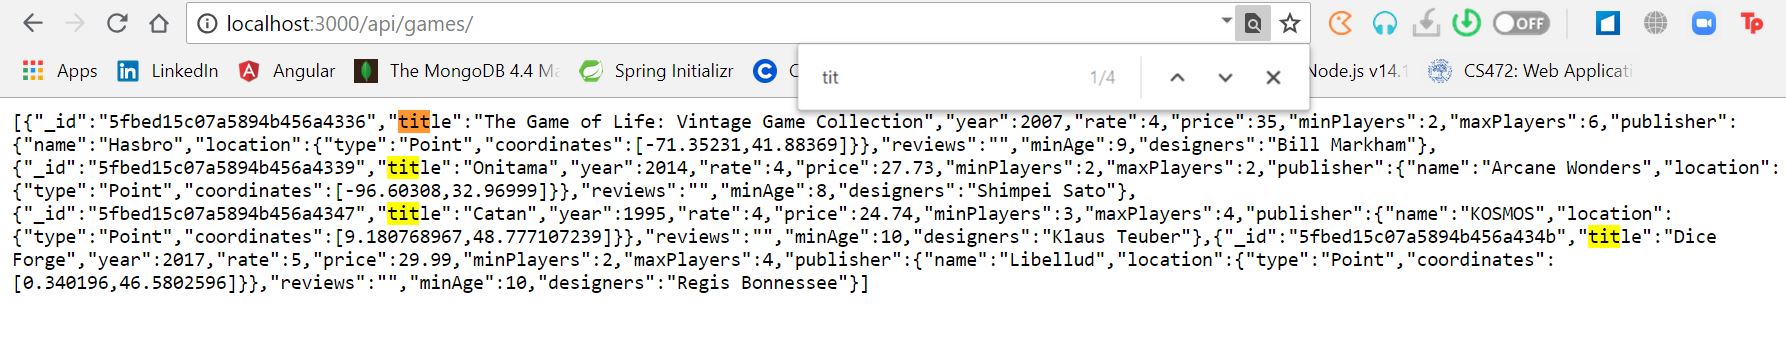 localhost:3000/api/games/
OFF
Tp
Apps in LinkedIn Angular The MongoDB 4.4 Ma Spring Initializr C
tit 1/4
Node.js v14.1 CS472: Web Applicati
[{"_id":"5fbed15c07a5894b456a4336","title":"The Game of Life: Vintage Game Collection","year":2007,"rate":4,"price":35,"minPlayers":2,"maxPlayers":6,"publisher":
{"name":"Hasbro","location":{"type":"Point","coordinates":[-71.35231,41.88369]}},"reviews":"","minAge":9,"designers":"Bill Markham"},
{"_id":"5fbed15c07a5894b456a4339","title":"Onitama","year":2014,"rate":4,"price":27.73,"minPlayers":2,"maxPlayers":2,"publisher":{"name":"Arcane Wonders","location":
{"type":"Point","coordinates":[-96.60308,32.96999]}},"reviews":"","minAge":8,"designers":"Shimpei Sato"},
{"_id":"5fbed15c07a5894b456a4347","title":"Catan","year":1995,"rate":4,"price":24.74,"minPlayers":3,"maxPlayers":4,"publisher":{"name":"KOSMOS","location":
{"type":"Point","coordinates":[9.180768967,48.777107239]}},"reviews":"","minAge":10,"designers":"Klaus Teuber"},{"_id":"5fbed15c07a5894b456a434b","title":"Dice
Forge","year":2017,"rate":5,"price":29.99,"minPlayers":2,"maxPlayers":4,"publisher":{"name":"Libellud","location":{"type":"Point","coordinates":
[0.340196,46.5802596]}},"reviews":"","minAge":10,"designers":"Regis Bonnessee"}]